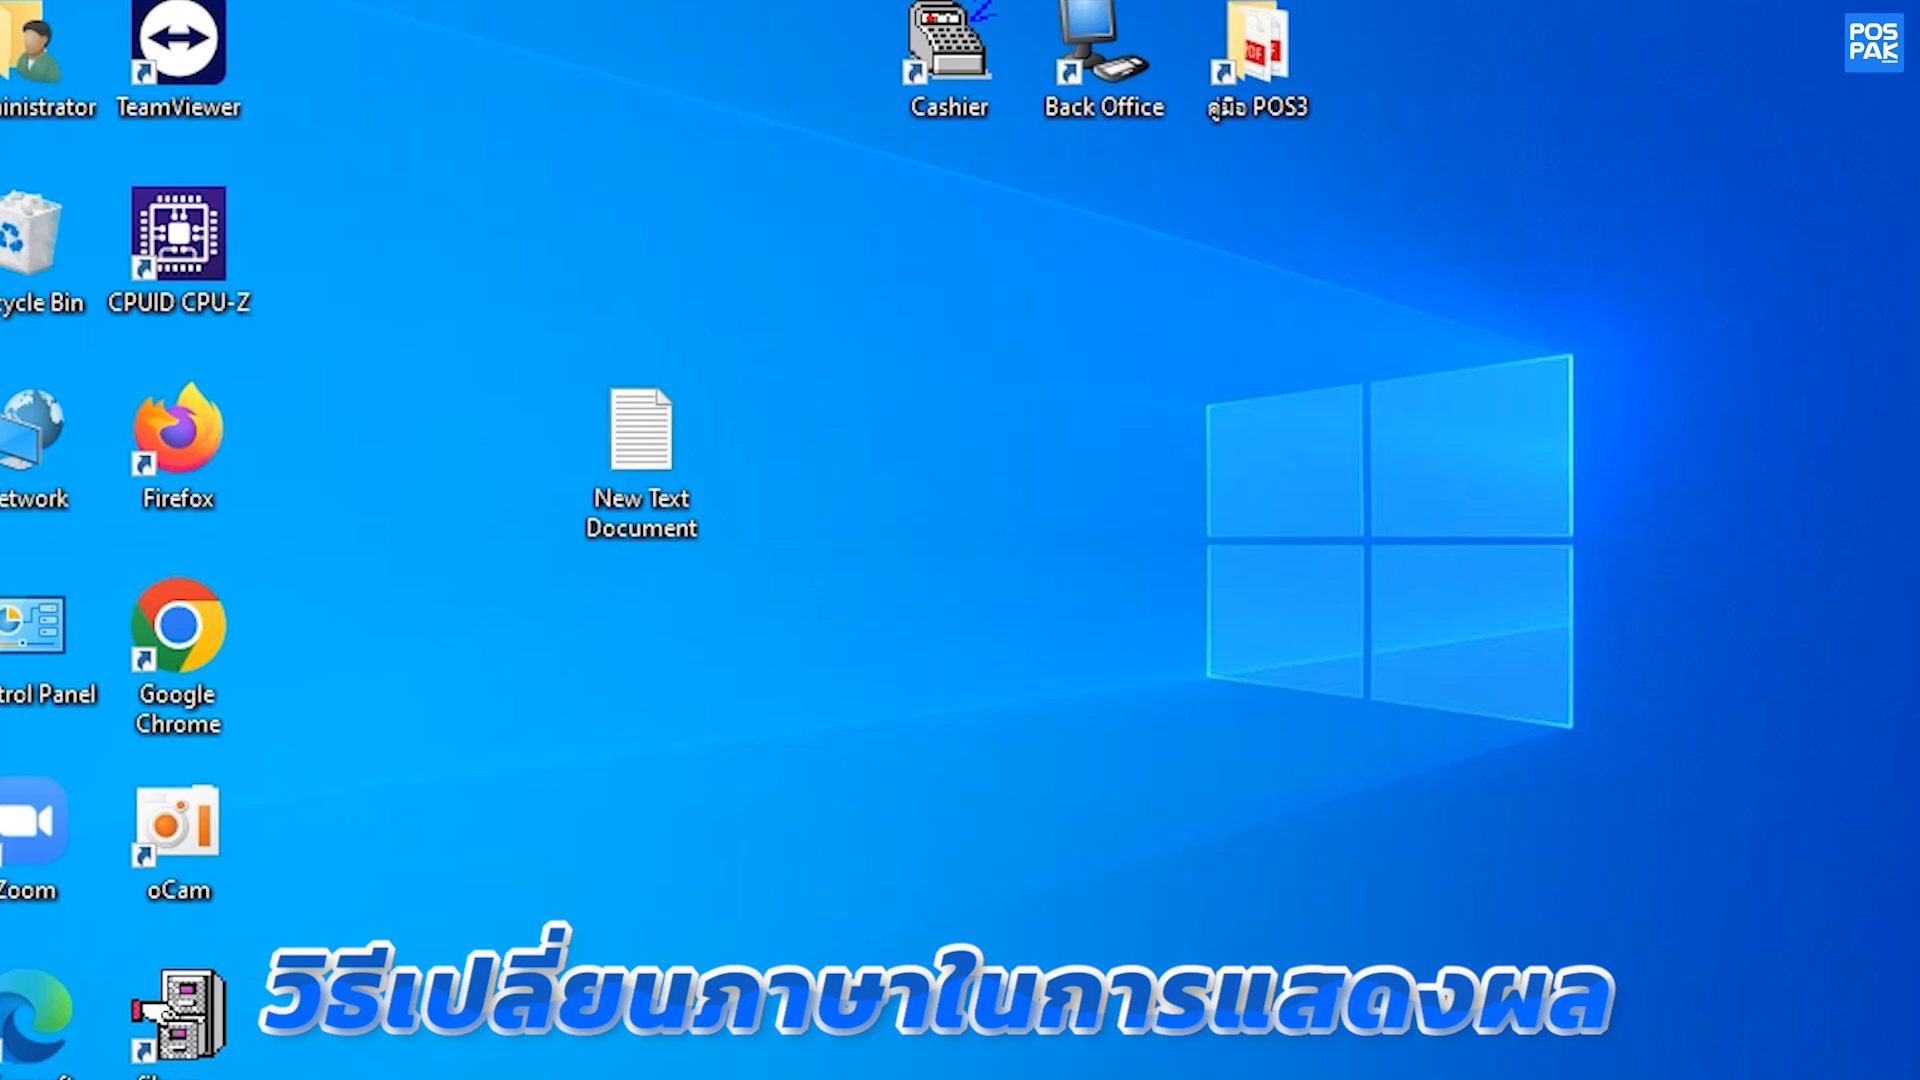 POS
PAK
inistrator
TeamViewer
Cashier
Back Office
คู่มือ POS3
ycle Bin
CPUID CPU-Z
etwork
Firefox
New Text
Document
trol Panel
Google
Chrome
Zoom
oCam
วิธีเปลี่ยนภาษาในการแสดงผล